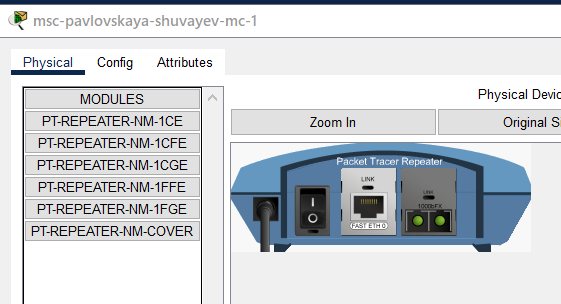 msc-pavlovskaya-shuvayev-mc-1
Physical Config Attributes
MODULES
PT-REPEATER-NM-1CE
PT-REPEATER-NM-1CFE
PT-REPEATER-NM-1CGE
PT-REPEATER-NM-1FFE
PT-REPEATER-NM-1FGE
PT-REPEATER-NM-COVER
Physical Devic
Zoom In Original Si
Packet Tracer Repeater
LINK
LINK
FAST ETH 0
1000bFX